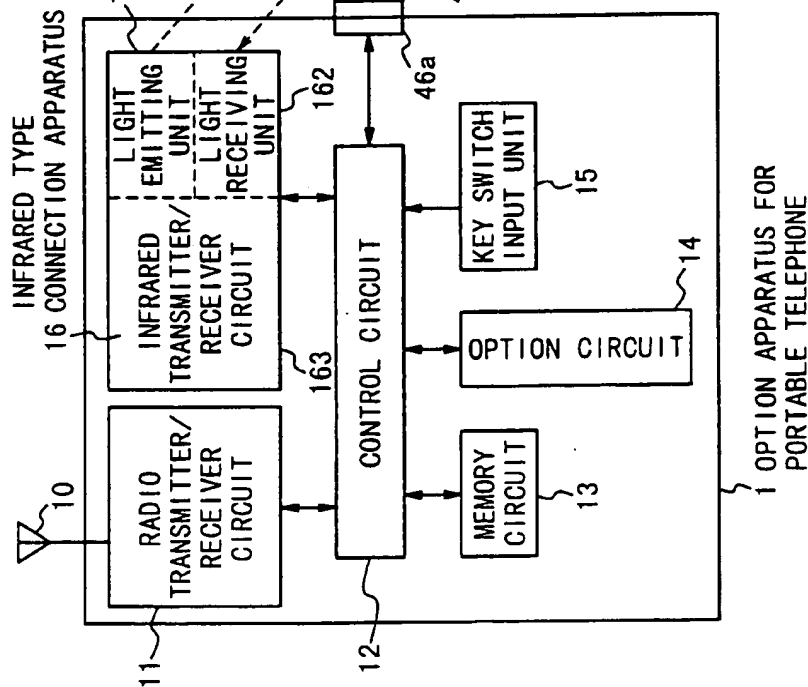 INFRARED TYPE
16 CONNECTION APPARATUS
10
RADIO
TRANSMITTER/
RECEIVER
CIRCUIT
11
INFRARED
TRANSMITTER/
RECEIVER
CIRCUIT
163
LIGHT
EMITTING
UNIT
LIGHT
RECEIVING
UNIT
162
CONTROL CIRCUIT
12
46a
MEMORY
CIRCUIT
13
OPTION CIRCUIT
14
KEY SWITCH
INPUT UNIT
15
1 OPTION APPARATUS FOR
PORTABLE TELEPHONE